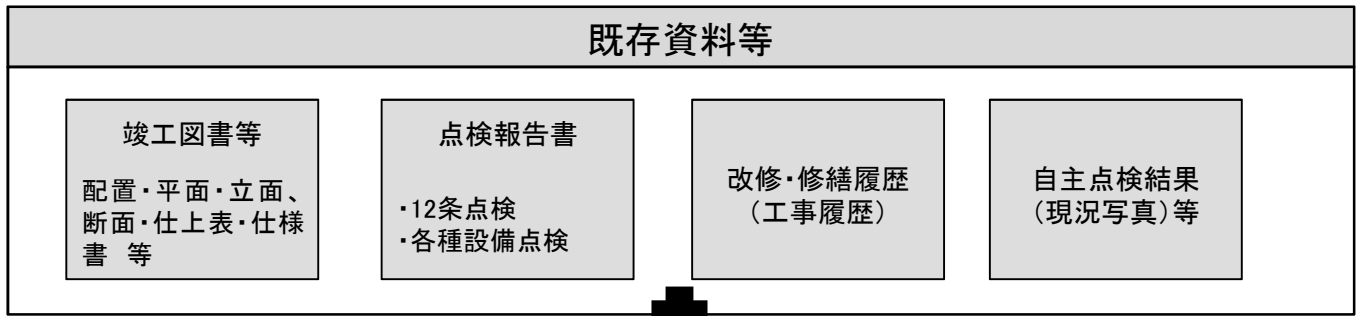 既存資料等
竣工図書等
配置・平面・立面、
断面・仕上表・仕様
書 等
点検報告書
・12条点検
・各種設備点検
改修・修繕履歴
（工事履歴）
自主点検結果
（現況写真）等